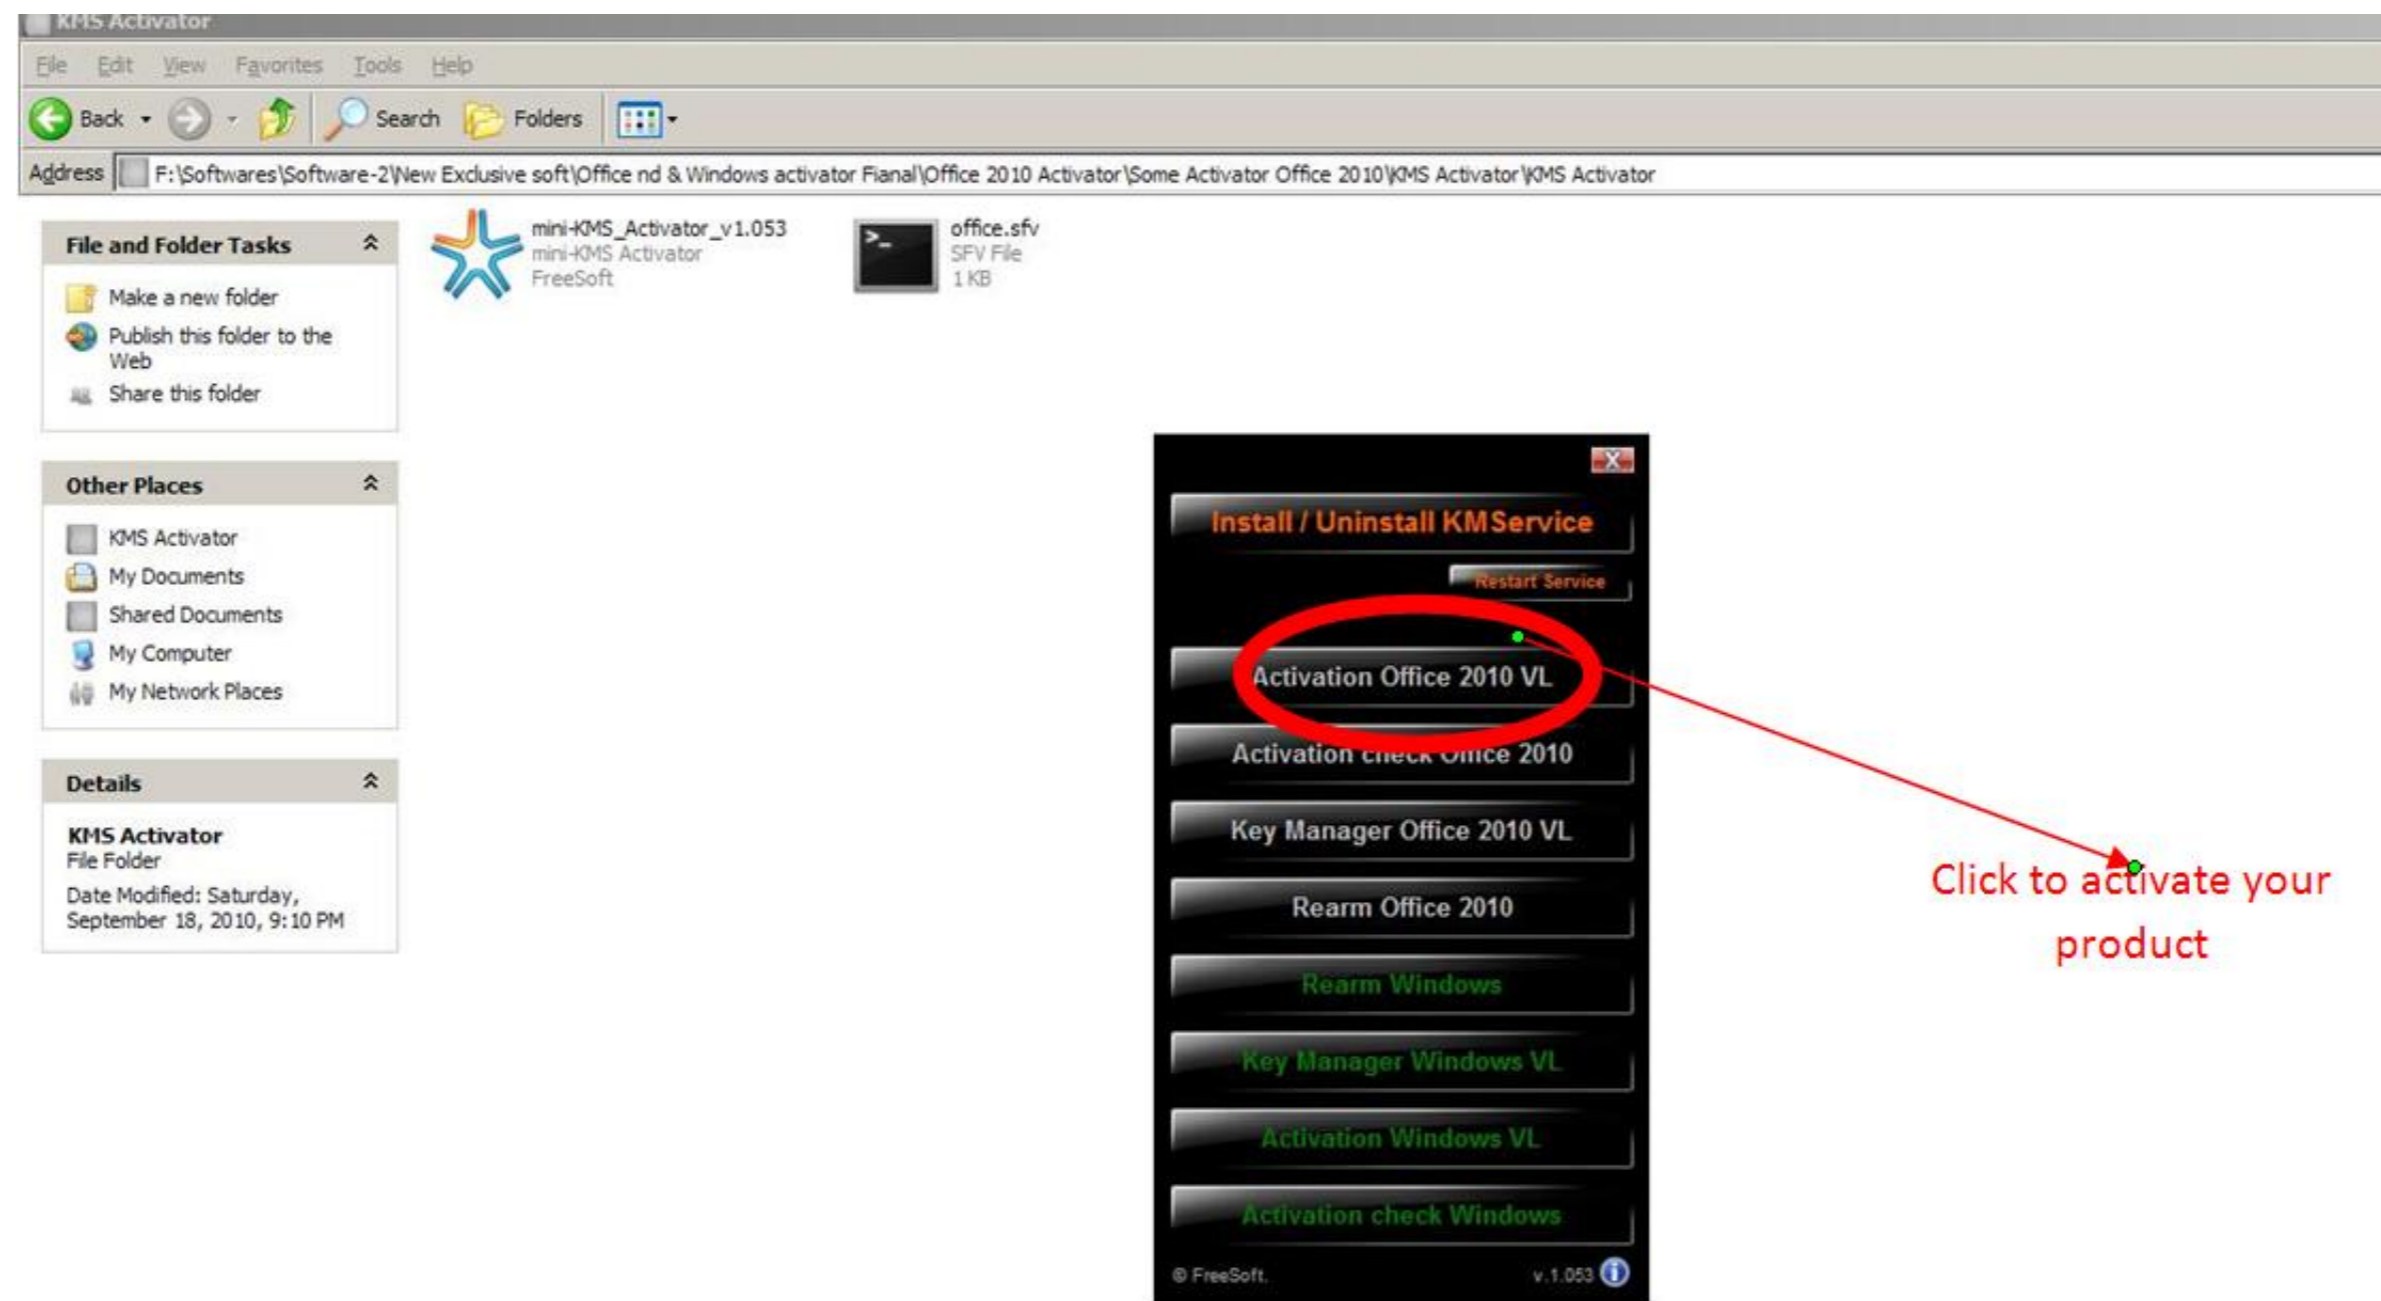 KMS Activator
File Edit View Favorites Tools Help
Back Search Folders
Address F:\Softwares\Software-2\New Exclusive soft\Office nd & Windows activator Fianal\Office 2010 Activator\Some Activator Office 2010\KMS Activator\KMS Activator
File and Folder Tasks
Make a new folder
Publish this folder to the
Web
Share this folder
Other Places
KMS Activator
My Documents
Shared Documents
My Computer
My Network Places
Details
KMS Activator
File Folder
Date Modified: Saturday,
September 18, 2010, 9:10 PM
mini-KMS_Activator_v1.053
mini-KMS Activator
FreeSoft
office.sfv
SFV File
1 KB
X
Install / Uninstall KMService
Restart Service
Activation Office 2010 VL
Activation check Office 2010
Key Manager Office 2010 VL
Rearm Office 2010
Rearm Windows
Key Manager Windows VL
Activation Windows VL
Activation check Windows
© FreeSoft. v.1.053
Click to activate your
product